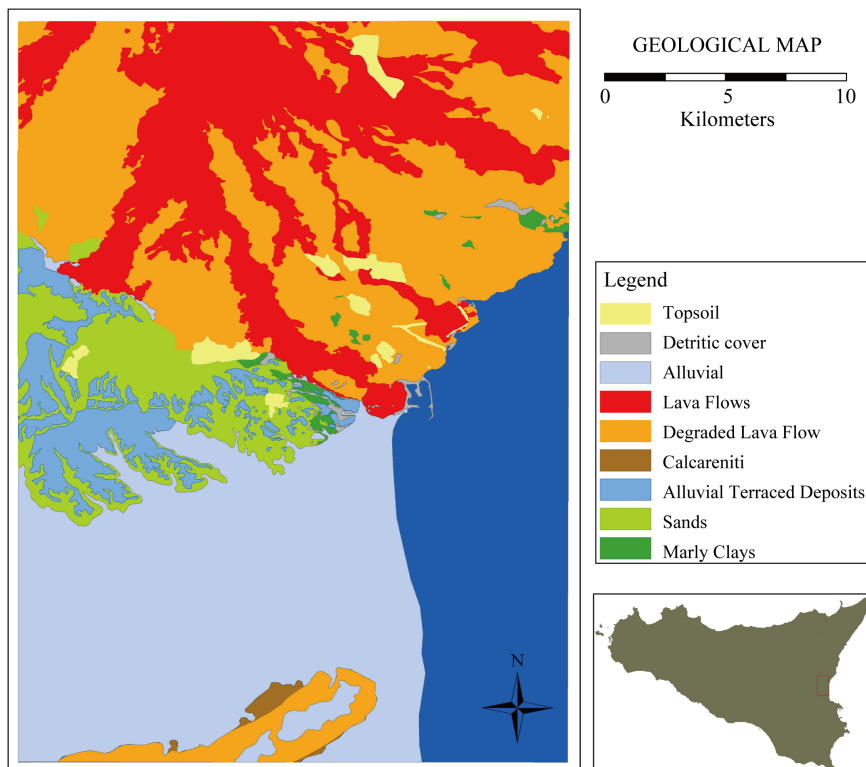 GEOLOGICAL MAP
0 5 10
Kilometers
Legend
Topsoil
Detritic cover
Alluvial
Lava Flows
Degraded Lava Flow
Calcareniti
Alluvial Terraced Deposits
Sands
Marly Clays
N